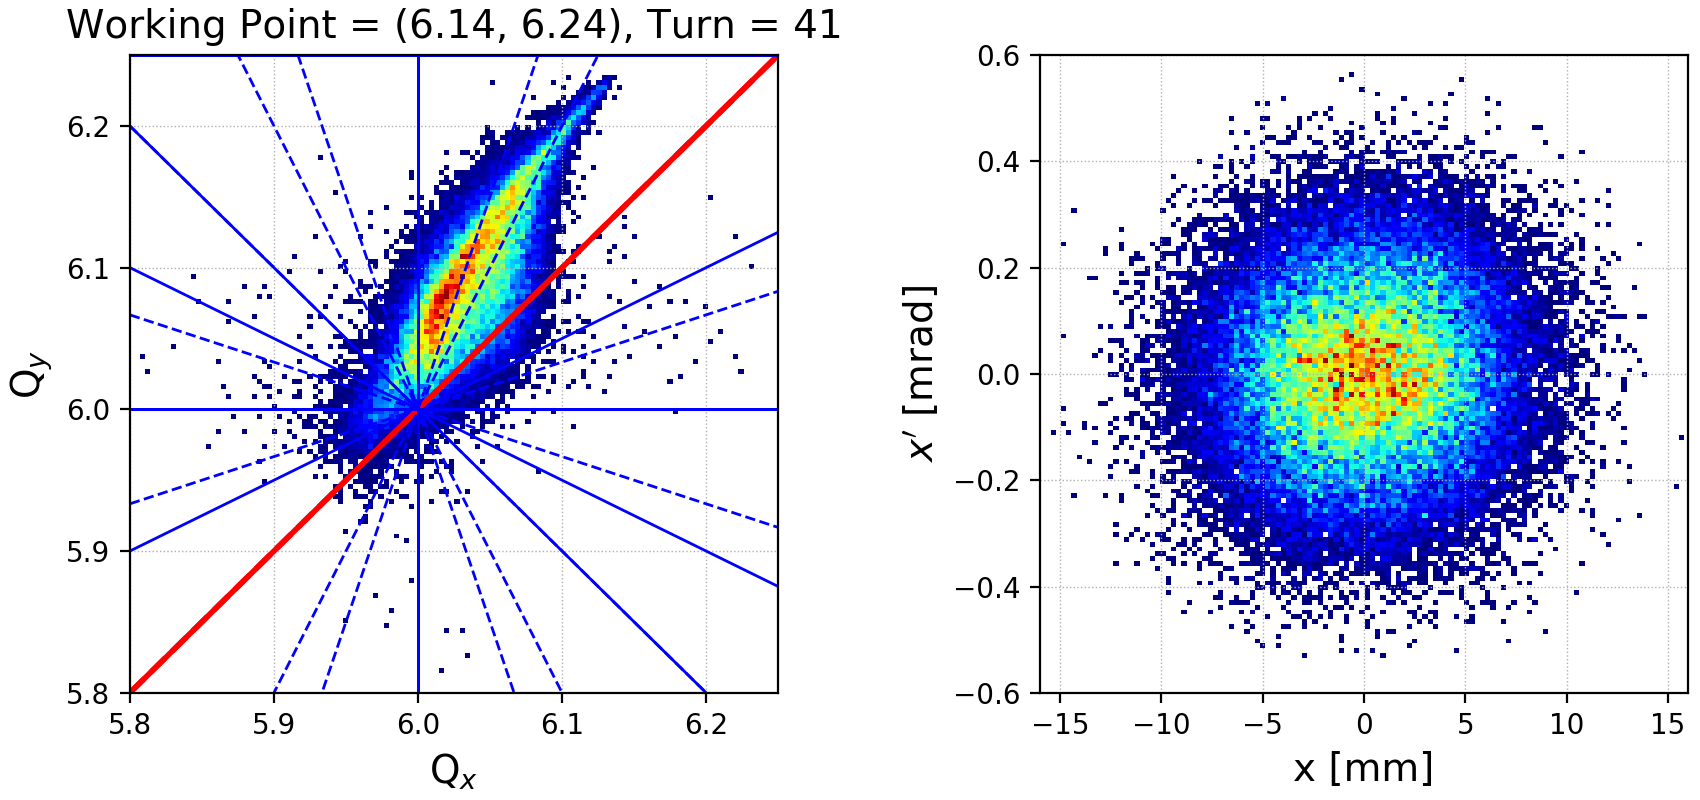 Working Point = (6.14, 6.24), Turn = 41
6.2
6.1
6.0
5.9
5.8
Q_y
5.8 5.9 6.0 6.1 6.2
Q_x
0.6
0.4
0.2
0.0
−0.2
−0.4
−0.6
x′ [mrad]
−15 −10 −5 0 5 10 15
x [mm]